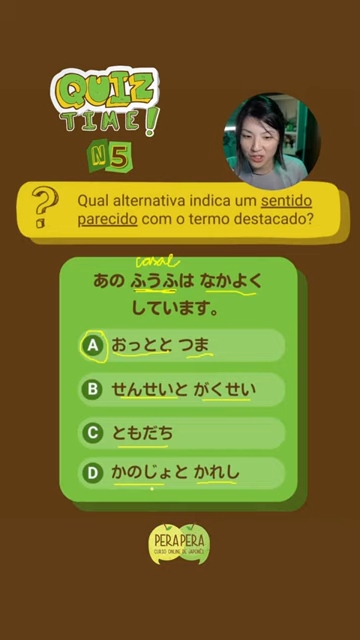 QUIZ
TIME!
N5
?
Qual alternativa indica um sentido
parecido com o termo destacado?
casal
あの ふうふは なかよく
しています。
A おっとと つま
B せんせいと がくせい
C ともだち
D かのじょと かれし
PERAPERA
CURSO ONLINE DE JAPONÊS